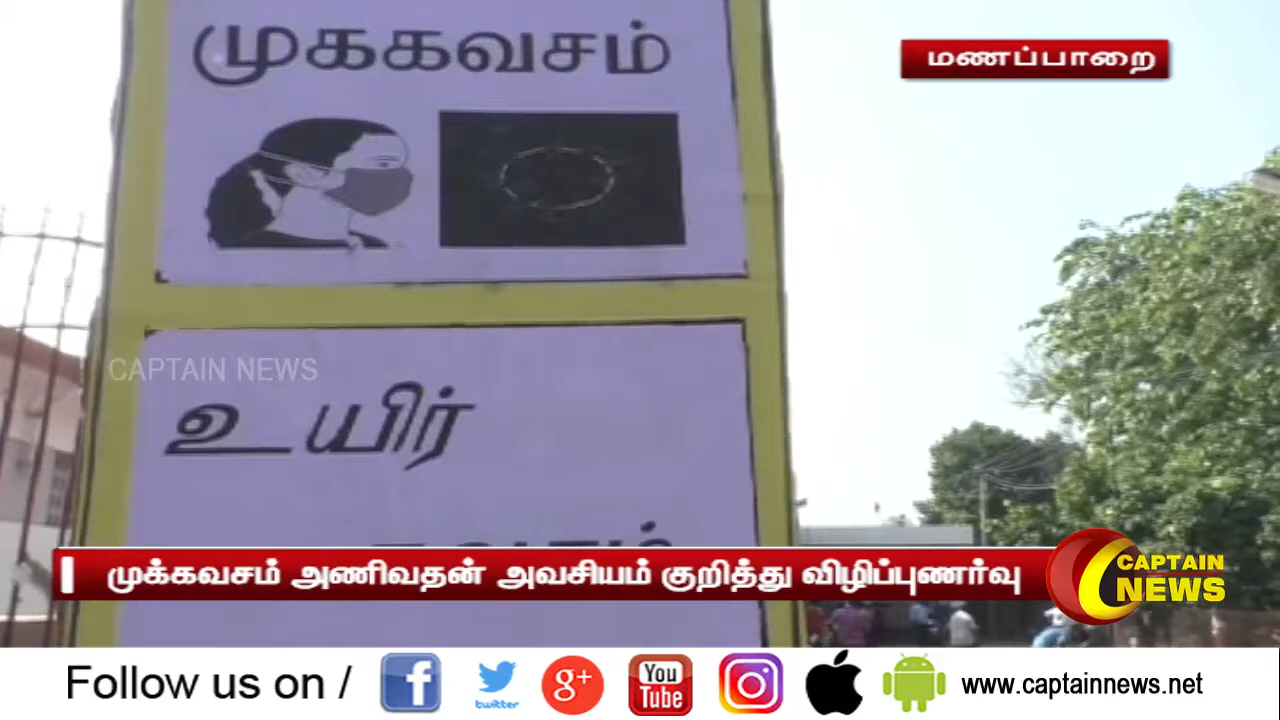 முககவசம்
மணப்பாறை
CAPTAIN NEWS
உயிர்
முக்கவசம் அணிவதன் அவசியம் குறித்து விழிப்புணர்வு
CAPTAIN
NEWS
Follow us on /
f
twitter
g+
You
Tube
www.captainnews.net